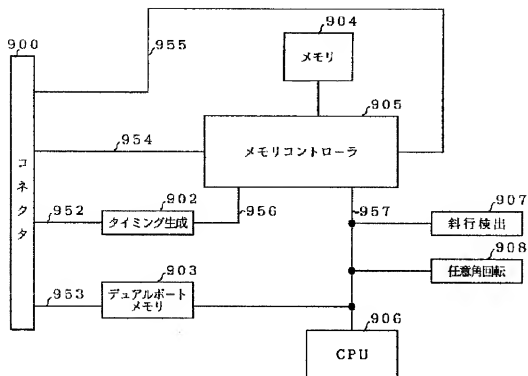 900
955
904
メモリ
905
954
メモリコントローラ
コネクタ
902
956
957
907
952
タイミング生成
斜行検出
903
908
953
デュアルポート
メモリ
任意角回転
906
CPU